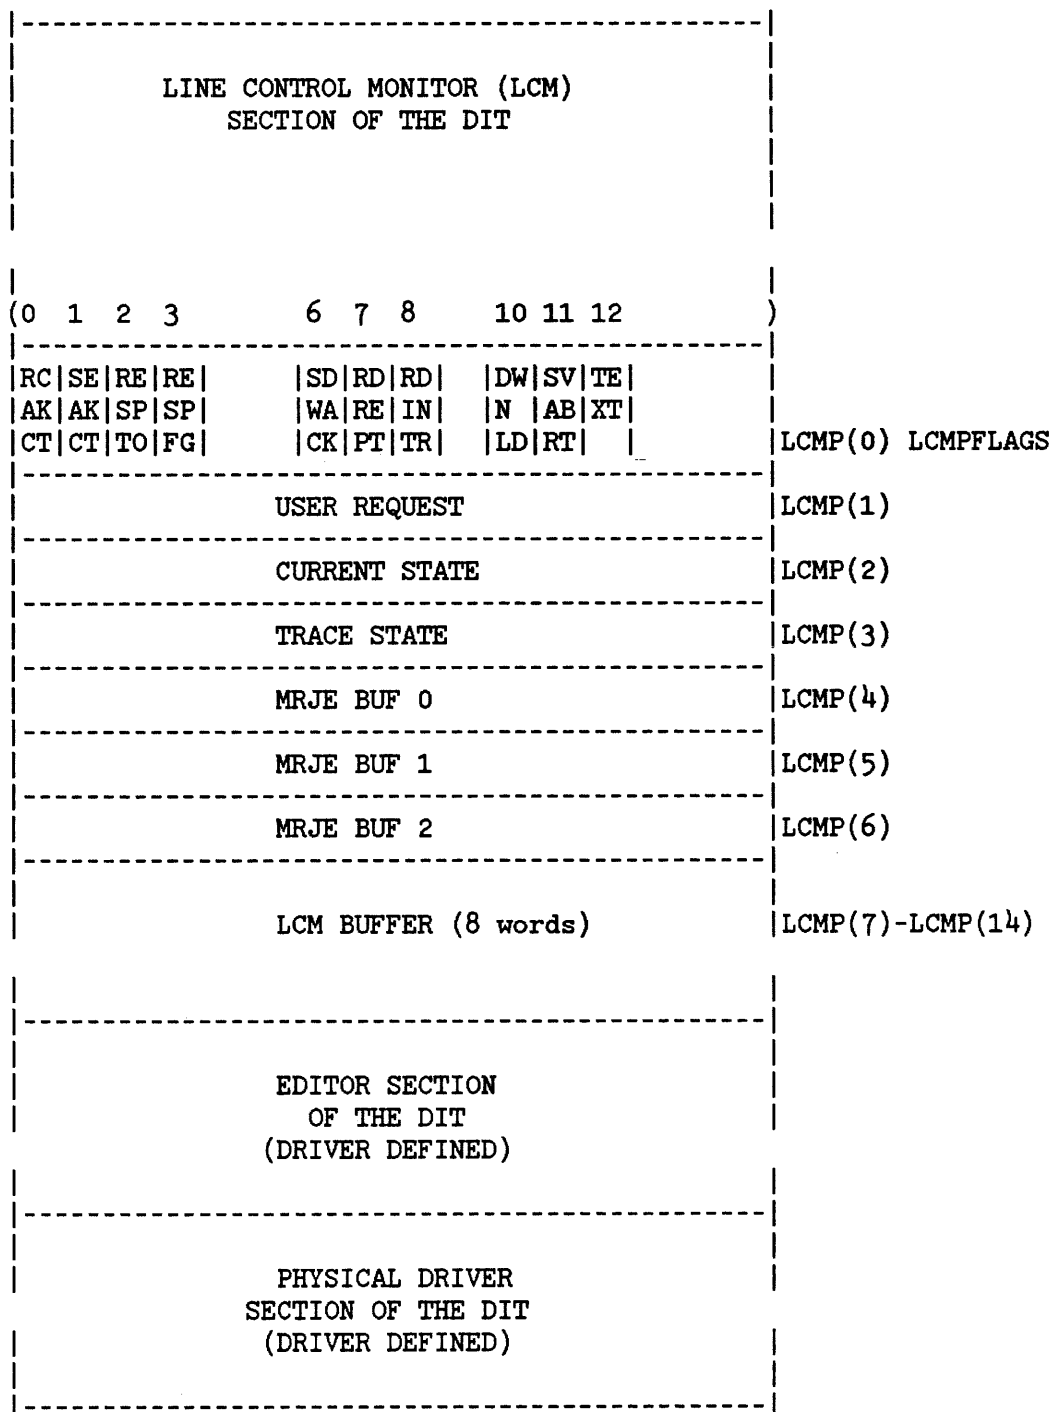 LINE CONTROL MONITOR (LCM)
SECTION OF THE DIT
(0 1 2 3 6 7 8 10 11 12 )
|RC|SE|RE|RE| |SD|RD|RD| |DW|SV|TE|
|AK|AK|SP|SP| |WA|RE|IN| |N |AB|XT|
|CT|CT|TO|FG| |CK|PT|TR| |LD|RT| | |LCMP(0) LCMPFLAGS
USER REQUEST |LCMP(1)
CURRENT STATE |LCMP(2)
TRACE STATE |LCMP(3)
MRJE BUF 0 |LCMP(4)
MRJE BUF 1 |LCMP(5)
MRJE BUF 2 |LCMP(6)
LCM BUFFER (8 words) |LCMP(7)-LCMP(14)
EDITOR SECTION
OF THE DIT
(DRIVER DEFINED)
PHYSICAL DRIVER
SECTION OF THE DIT
(DRIVER DEFINED)